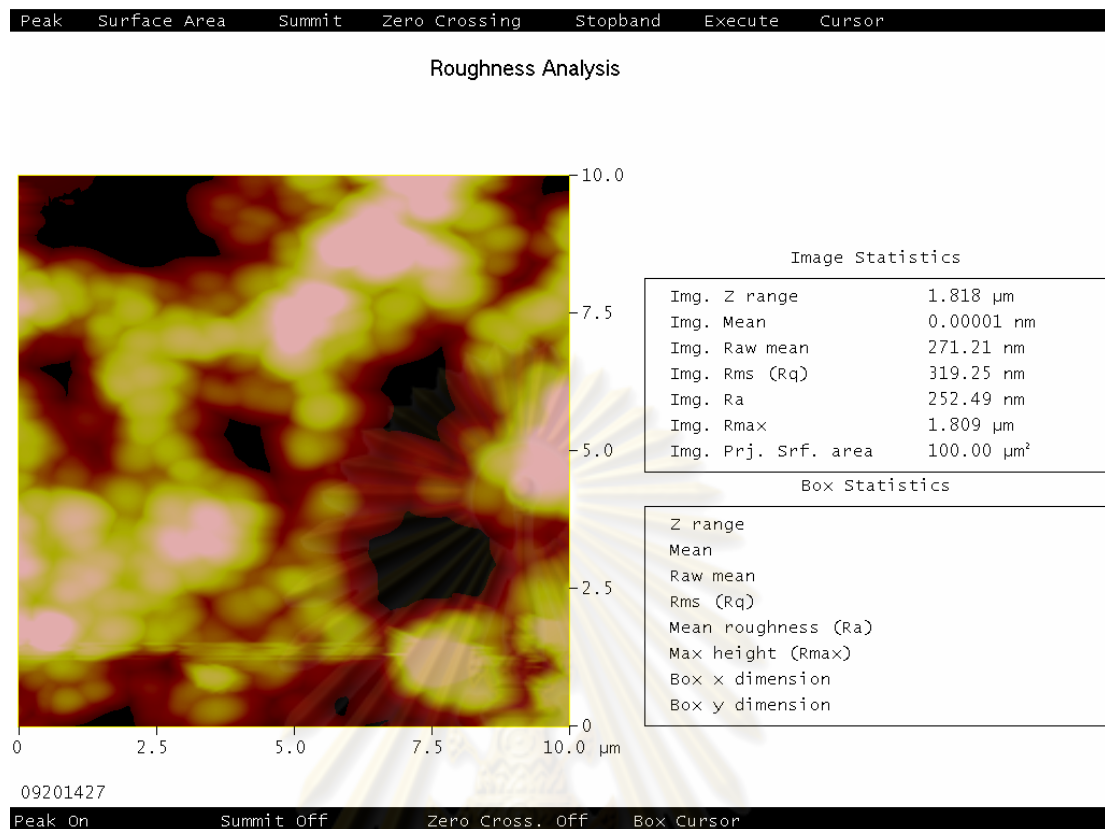 Peak Surface Area Summit Zero Crossing Stopband Execute Cursor
Roughness Analysis
10.0
7.5
5.0
2.5
0
0 2.5 5.0 7.5 10.0 µm
Image Statistics
Img. Z range 1.818 µm
Img. Mean 0.00001 nm
Img. Raw mean 271.21 nm
Img. Rms (Rq) 319.25 nm
Img. Ra 252.49 nm
Img. Rmax 1.809 µm
Img. Prj. Srf. area 100.00 µm²
Box Statistics
Z range
Mean
Raw mean
Rms (Rq)
Mean roughness (Ra)
Max height (Rmax)
Box x dimension
Box y dimension
09201427
Peak On Summit Off Zero Cross. Off Box Cursor